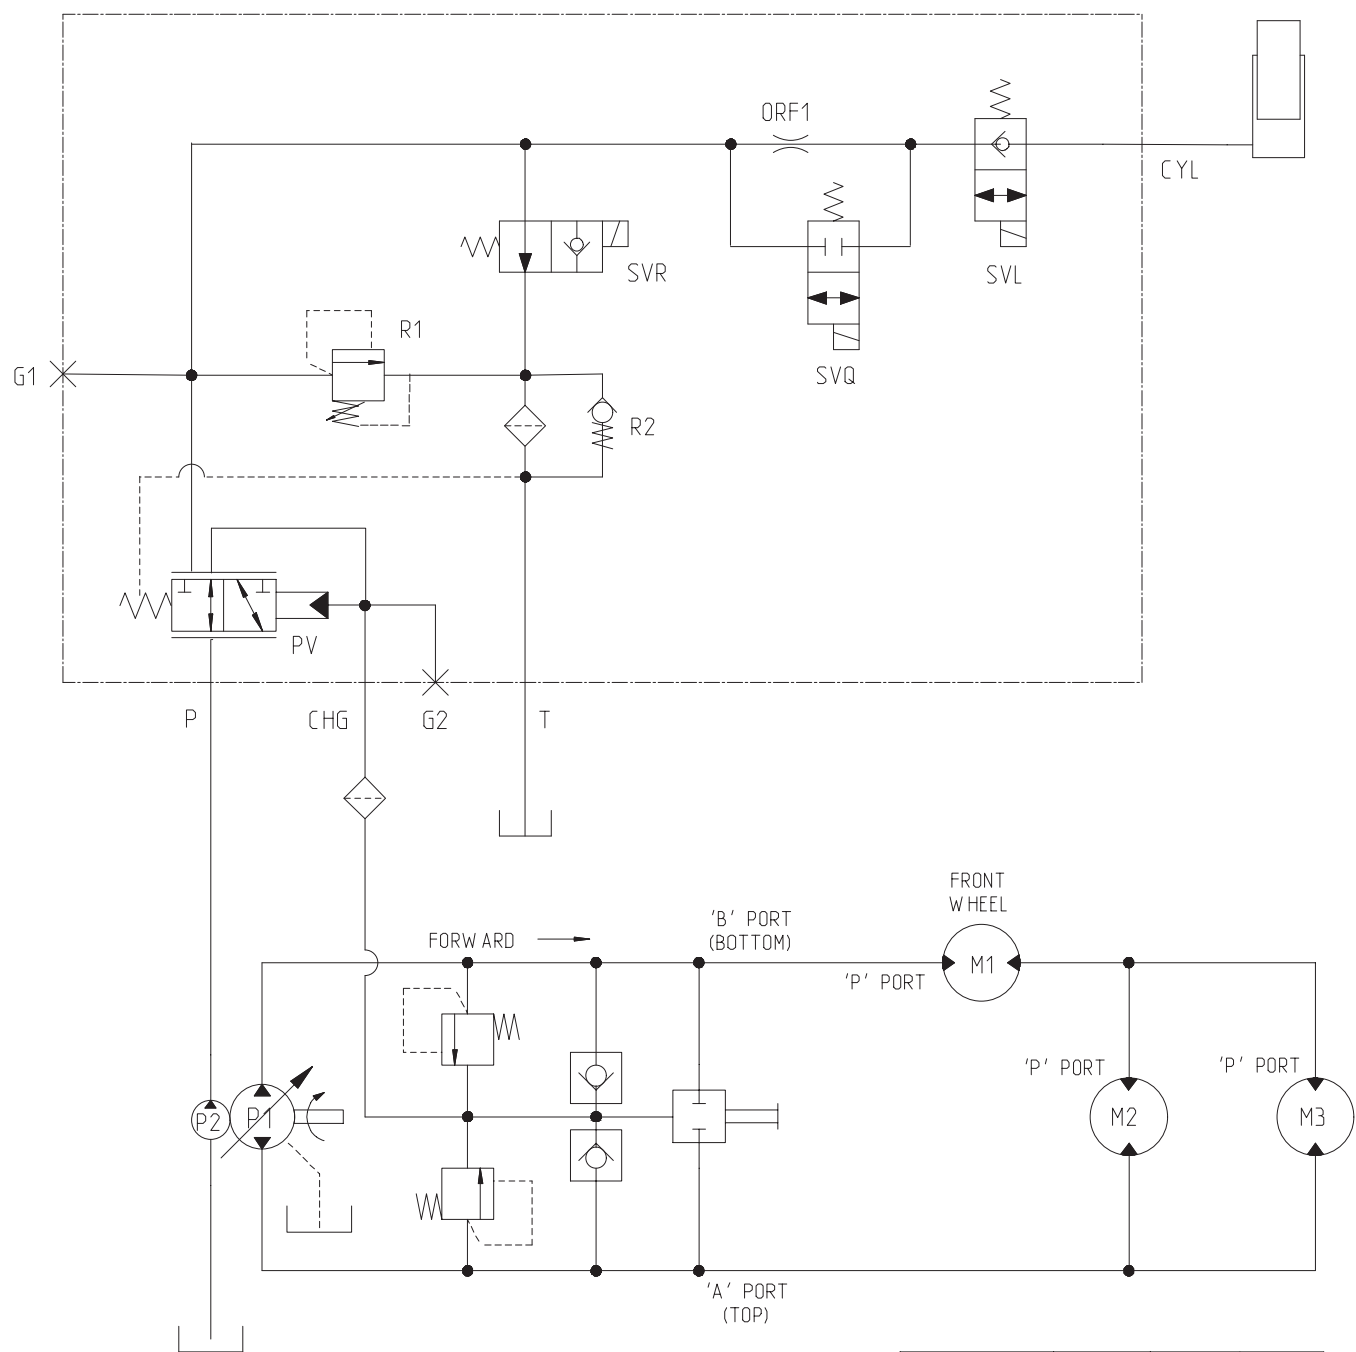 ORF1
CYL
SVR
SVL
R1
G1
SVQ
R2
PV
P
CHG
G2
T
FRONT
WHEEL
'B' PORT
(BOTTOM)
FORWARD
'P' PORT
M1
'P' PORT
'P' PORT
P2
P1
M2
M3
'A' PORT
(TOP)